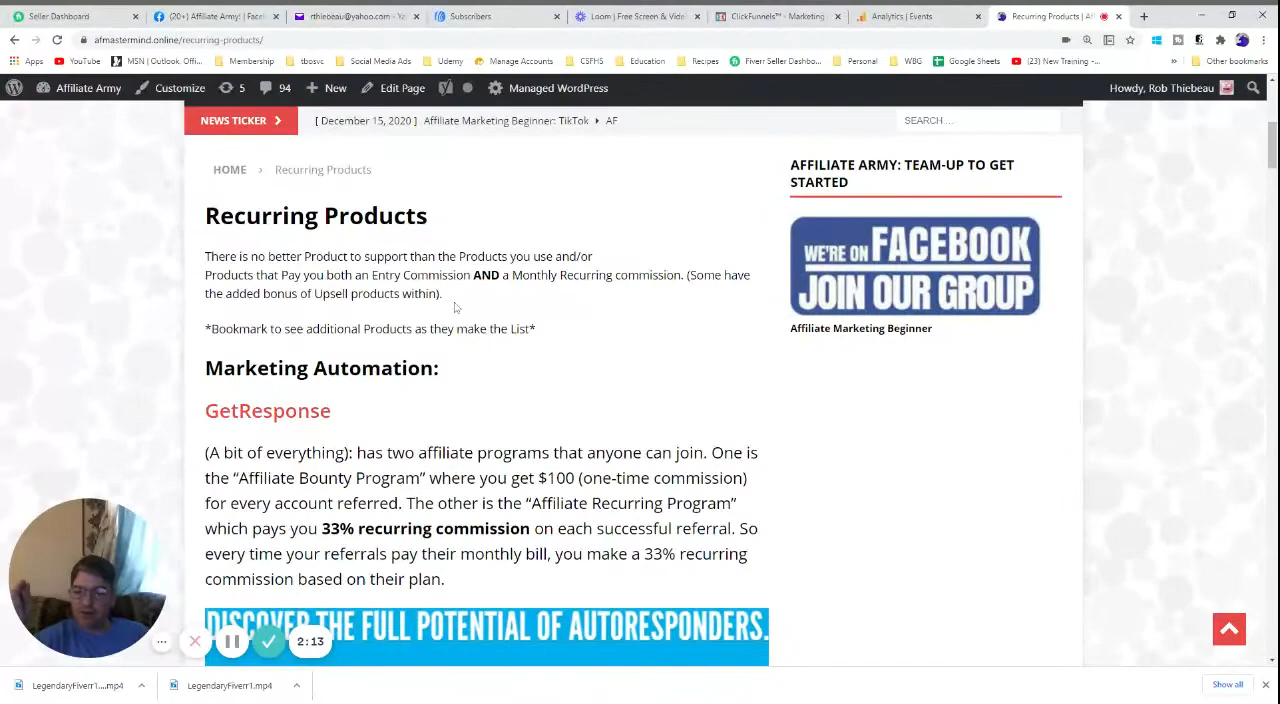 Seller Dashboard
(20+) Affiliate Army! | Facel
rthiebeau@yahoo.com - Ya
Subscribers
Loom | Free Screen & Vide
ClickFunnels™ - Marketing
Analytics | Events
Recurring Products | Af
afmastermind.online/recurring-products/
Apps
YouTube
MSN | Outlook, Offi...
Membership
tbosvc
Social Media Ads
Udemy
Manage Accounts
CSFHS
Education
Recipes
Fiverr Seller Dashbo...
Personal
WBG
Google Sheets
(23) New Training -...
Other bookmarks
Affiliate Army
Customize
5
94
New
Edit Page
Managed WordPress
Howdy, Rob Thiebeau
NEWS TICKER
[ December 15, 2020 ] Affiliate Marketing Beginner: TikTok
AF
SEARCH ...
HOME › Recurring Products
Recurring Products
There is no better Product to support than the Products you use and/or
Products that Pay you both an Entry Commission AND a Monthly Recurring commission. (Some have
the added bonus of Upsell products within).
*Bookmark to see additional Products as they make the List*
Marketing Automation:
GetResponse
(A bit of everything): has two affiliate programs that anyone can join. One is
the “Affiliate Bounty Program” where you get $100 (one-time commission)
for every account referred. The other is the “Affiliate Recurring Program”
which pays you 33% recurring commission on each successful referral. So
every time your referrals pay their monthly bill, you make a 33% recurring
commission based on their plan.
DISCOVER THE FULL POTENTIAL OF AUTORESPONDERS.
AFFILIATE ARMY: TEAM-UP TO GET
STARTED
WE'RE ON FACEBOOK
JOIN OUR GROUP
Affiliate Marketing Beginner
2:13
LegendaryFiverr1....mp4
LegendaryFiverr1.mp4
Show all